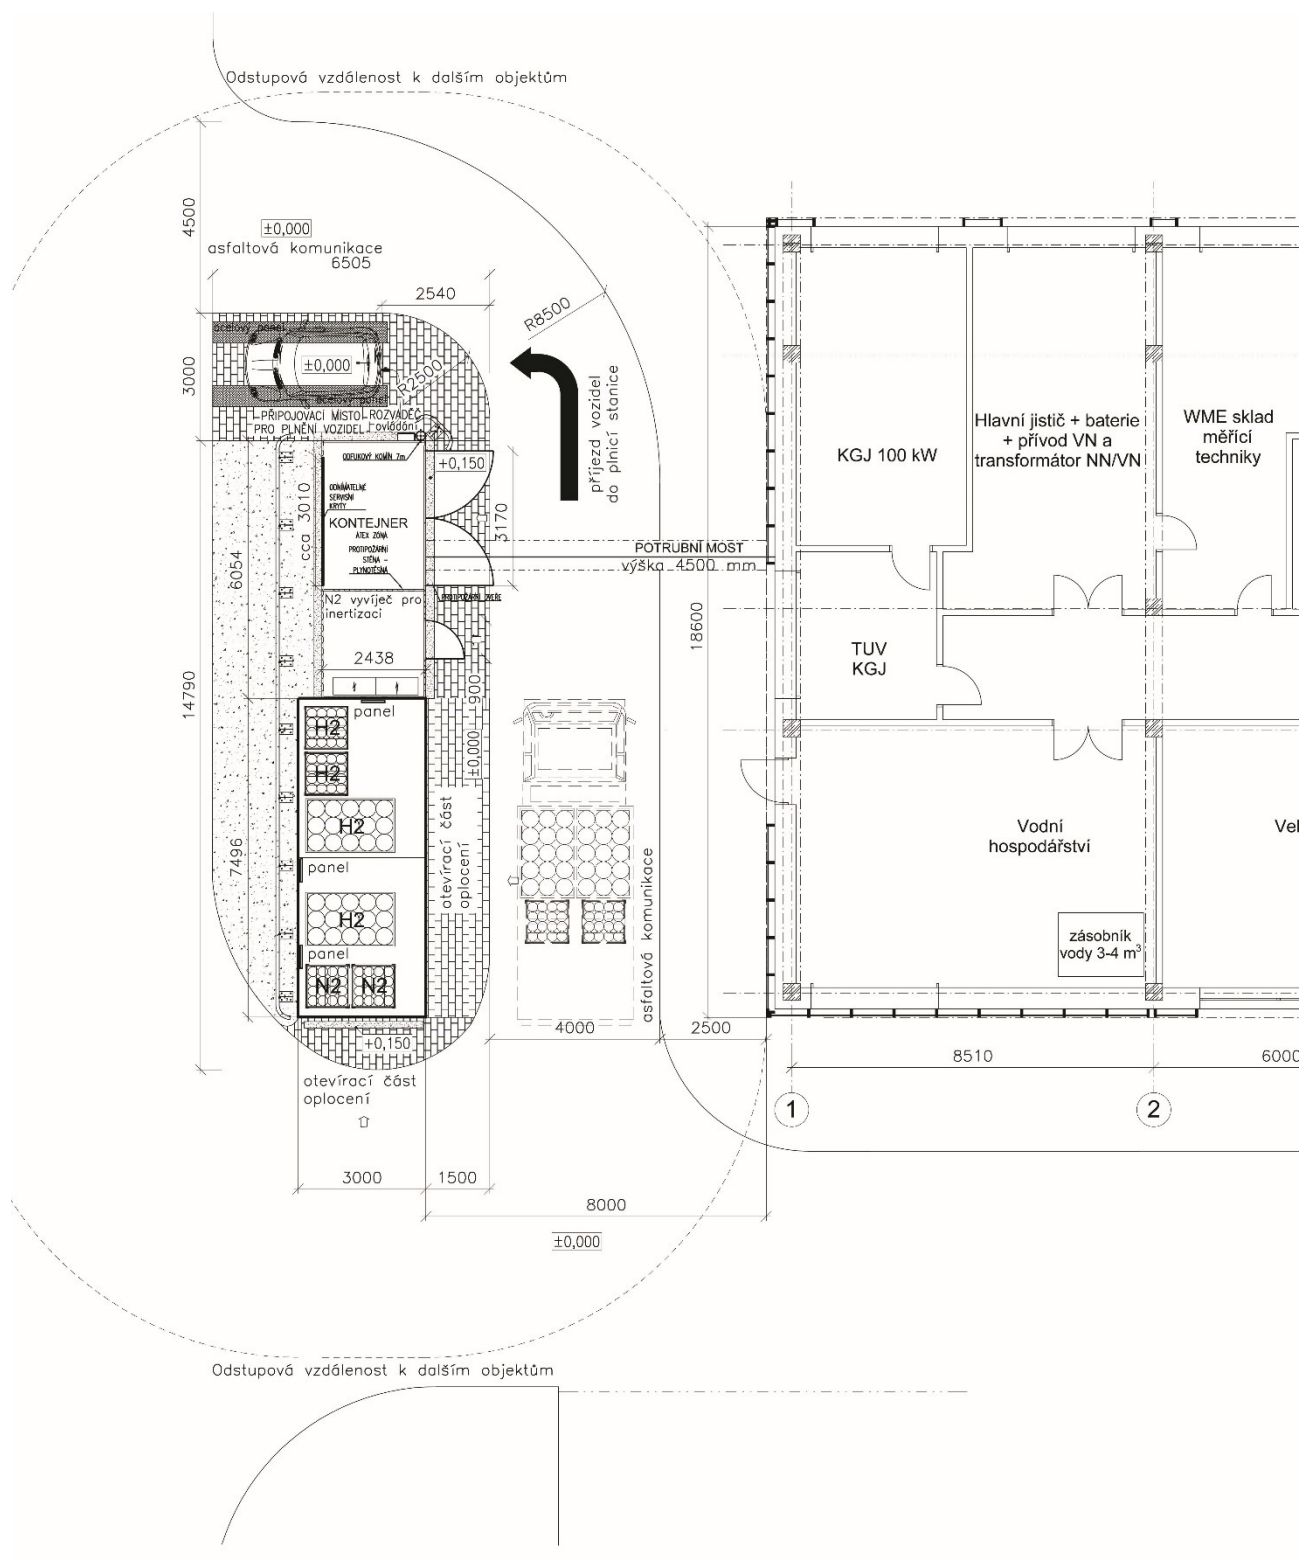 Odstupová vzdálenost k dalším objektům
4500
±0,000
asfaltová komunikace
6505
2540
R8500
3000
ocelový panel
±0,000
ocelový panel
R2500
PŘIPOJOVACÍ MÍSTO
PRO PLNĚNÍ VOZIDEL
ROZVADĚČ
ovládání
ODFUKOVÝ KOMÍN 7m
+0,150
příjezd vozidel
do plnící stanice
ODNÍMATELNÉ
SERVISNÍ
KRYTY
KONTEJNER
ATEX ZÓNA
PROTIPOŽÁRNÍ
STĚNA -
PLYNOTĚSNÁ
cca 3010
3170
6054
PROTIPOŽÁRNÍ DVEŘE
N2 vyvíječ pro
inertizaci
POTRUBNÍ MOST
výška 4500 mm
18600
14790
2438
900
±0,000
panel
H2
H2
H2
panel
H2
panel
N2
N2
7496
otevírací část
oplocení
asfaltová komunikace
+0,150
otevírací část
oplocení
4000
2500
3000
1500
8000
±0,000
KGJ 100 kW
Hlavní jistič + baterie
+ přívod VN a
transformátor NN/VN
WME sklad
měřící
techniky
TUV
KGJ
Vodní
hospodářství
Vel
zásobník
vody 3-4 m³
8510
6000
1
2
Odstupová vzdálenost k dalším objektům